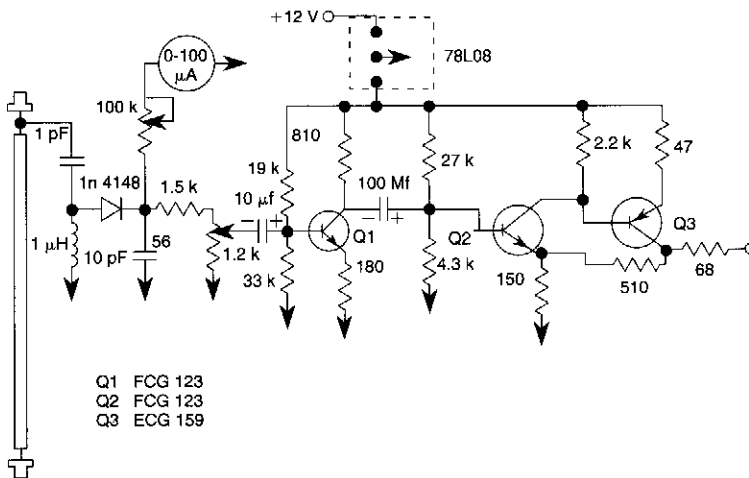 +12 V
78L08
0-100
µA
100 k
1 pF
810
2.2 k
47
19 k
27 k
1n 4148
1.5 k
10 µf
100 Mf
−
+
−
+
Q1
Q2
Q3
1 µH
10 pF
56
1.2 k
33 k
180
4.3 k
150
510
68
Q1 FCG 123
Q2 FCG 123
Q3 ECG 159